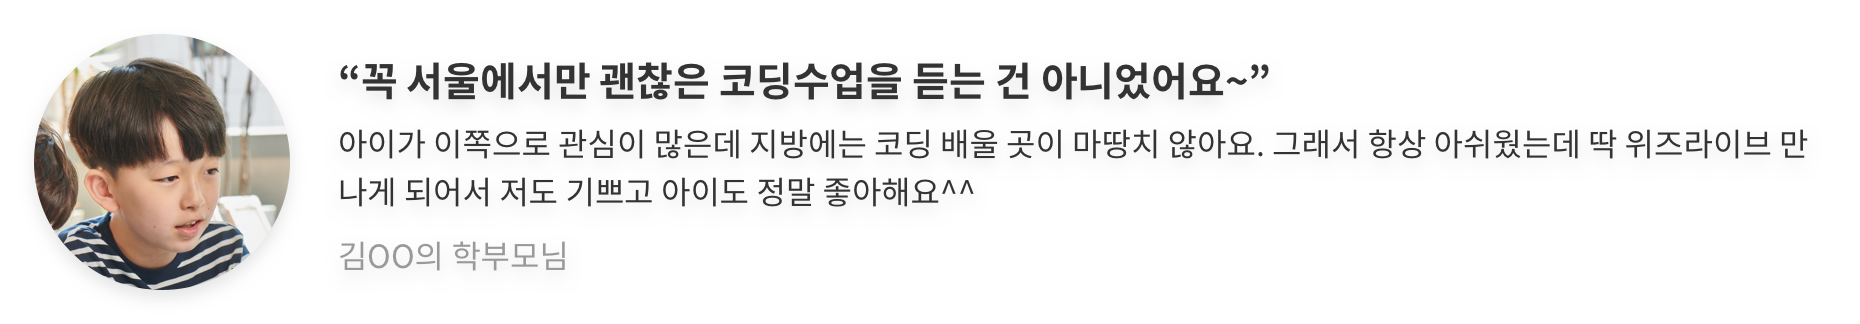 “꼭 서울에서만 괜찮은 코딩수업을 듣는 건 아니었어요~”
아이가 이쪽으로 관심이 많은데 지방에는 코딩 배울 곳이 마땅치 않아요. 그래서 항상 아쉬웠는데 딱 위즈라이브 만
나게 되어서 저도 기쁘고 아이도 정말 좋아해요^^
김OO의 학부모님